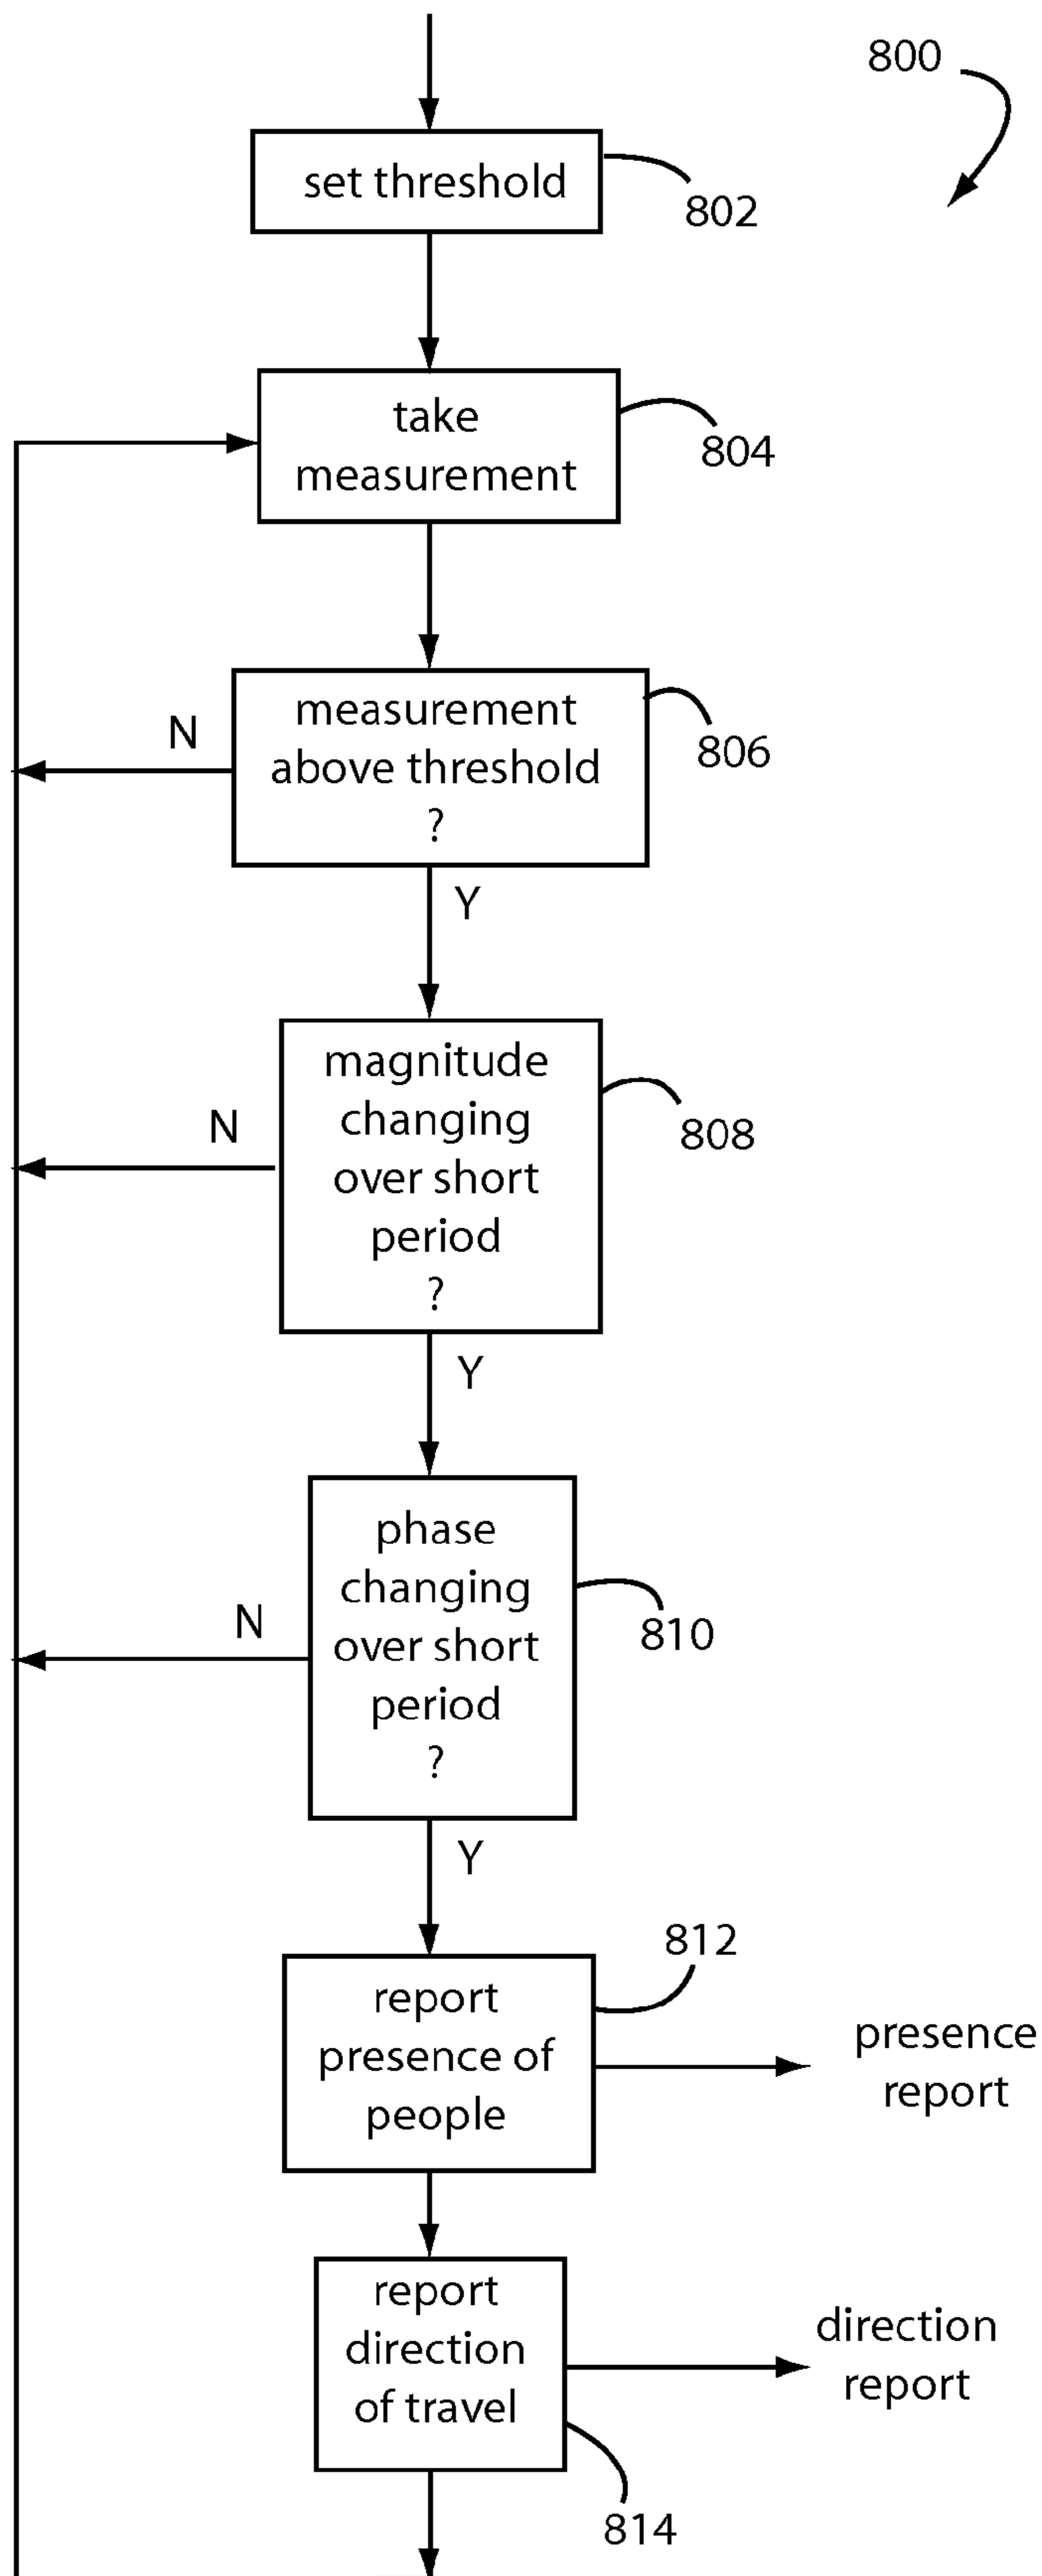 800
set threshold
802
take
measurement
804
measurement
above threshold
?
806
N
Y
magnitude
changing
over short
period
?
808
N
Y
phase
changing
over short
period
?
810
N
Y
812
report
presence of
people
presence
report
report
direction
of travel
direction
report
814